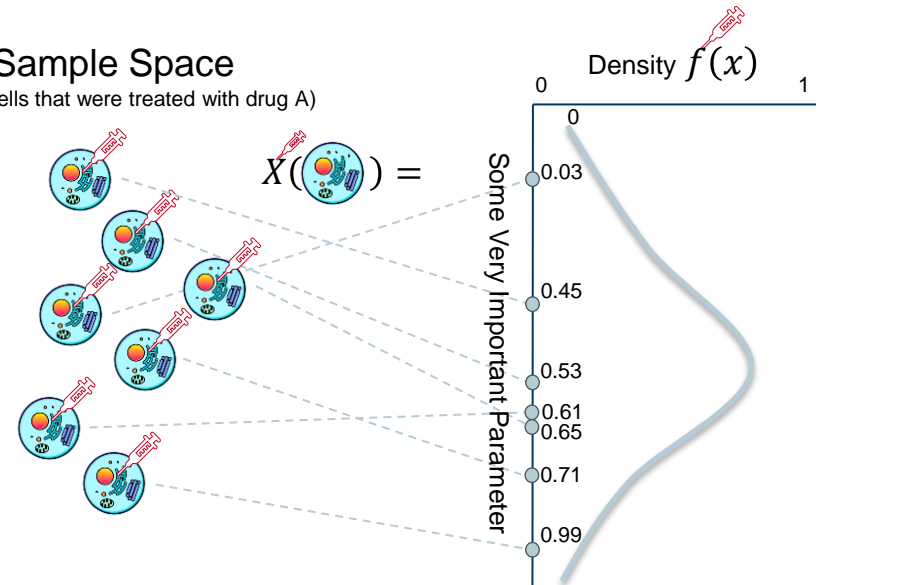 Sample Space
ells that were treated with drug A)
X( ) =
Density f(x)
0 1
0
Some Very Important Parameter
0.03
0.45
0.53
0.61
0.65
0.71
0.99